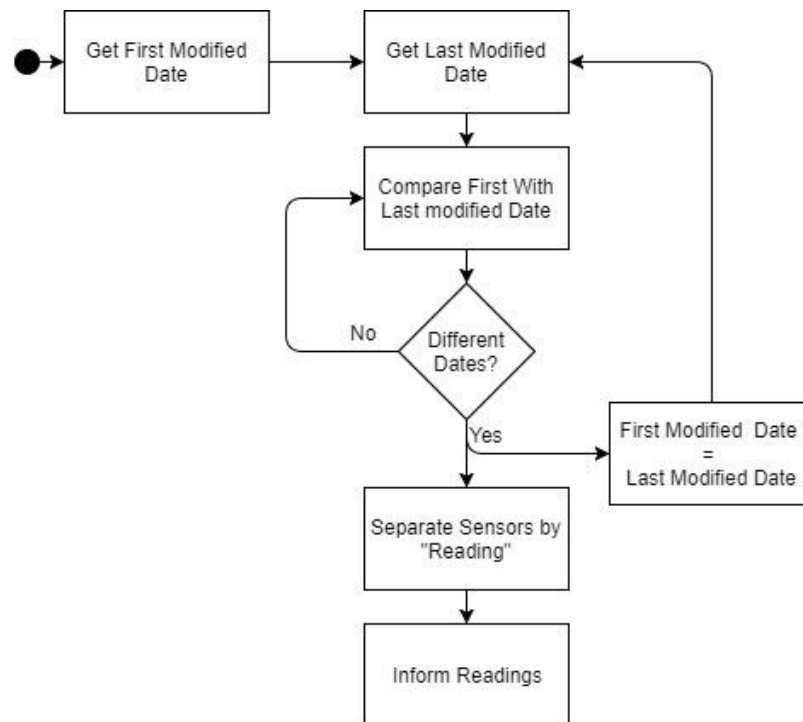 Get First Modified
Date
Get Last Modified
Date
Compare First With
Last modified Date
No
Different
Dates?
Yes
First Modified  Date
=
Last Modified Date
Separate Sensors by
"Reading"
Inform Readings